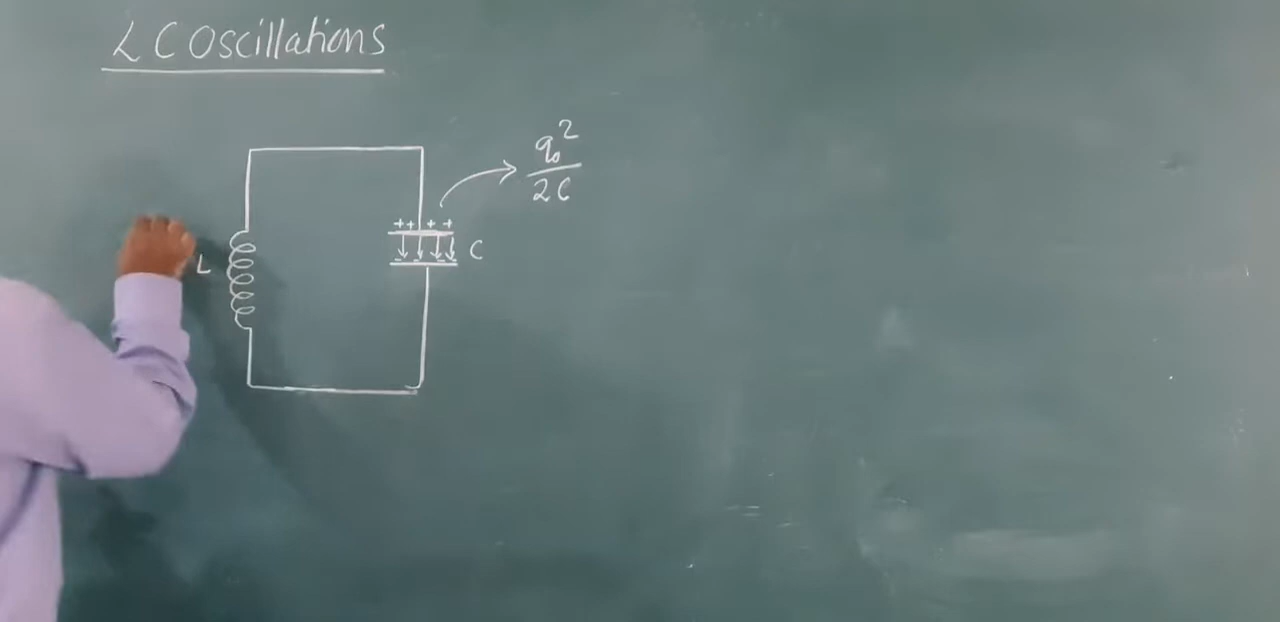 LC Oscillations
q₀²
2C
++ + +
L
C
- - - -